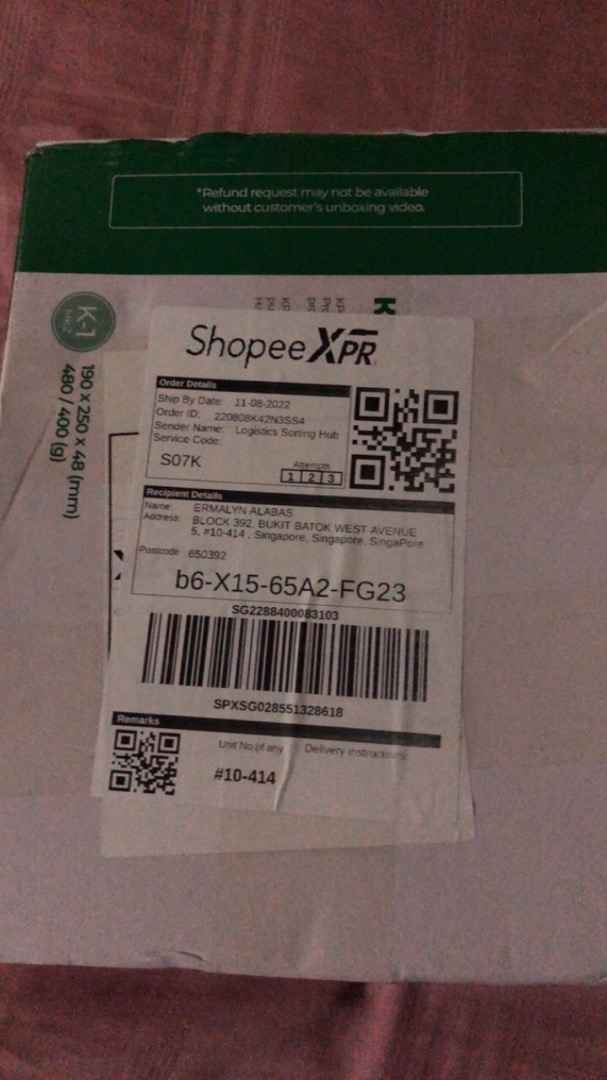 *Refund request may not be available
without customer's unboxing video.
K
K-1
Mk2
190 x 250 x 48 (mm)
480 / 400 (g)
Shopee XPR
Order Details
Ship By Date: 11-08-2022
Order ID: 220808K42N3SS4
Sender Name: Logistics Sorting Hub
Service Code:
S07K
Attempts
1 2 3
Recipient Details
Name: ERMALYN ALABAS
Address: BLOCK 392, BUKIT BATOK WEST AVENUE
5, #10-414 , Singapore, Singapore, SingaPore
Postcode 650392
b6-X15-65A2-FG23
SG2288400083103
SPXSG028551328618
Remarks
Unit No.(if any Delivery instructions
#10-414